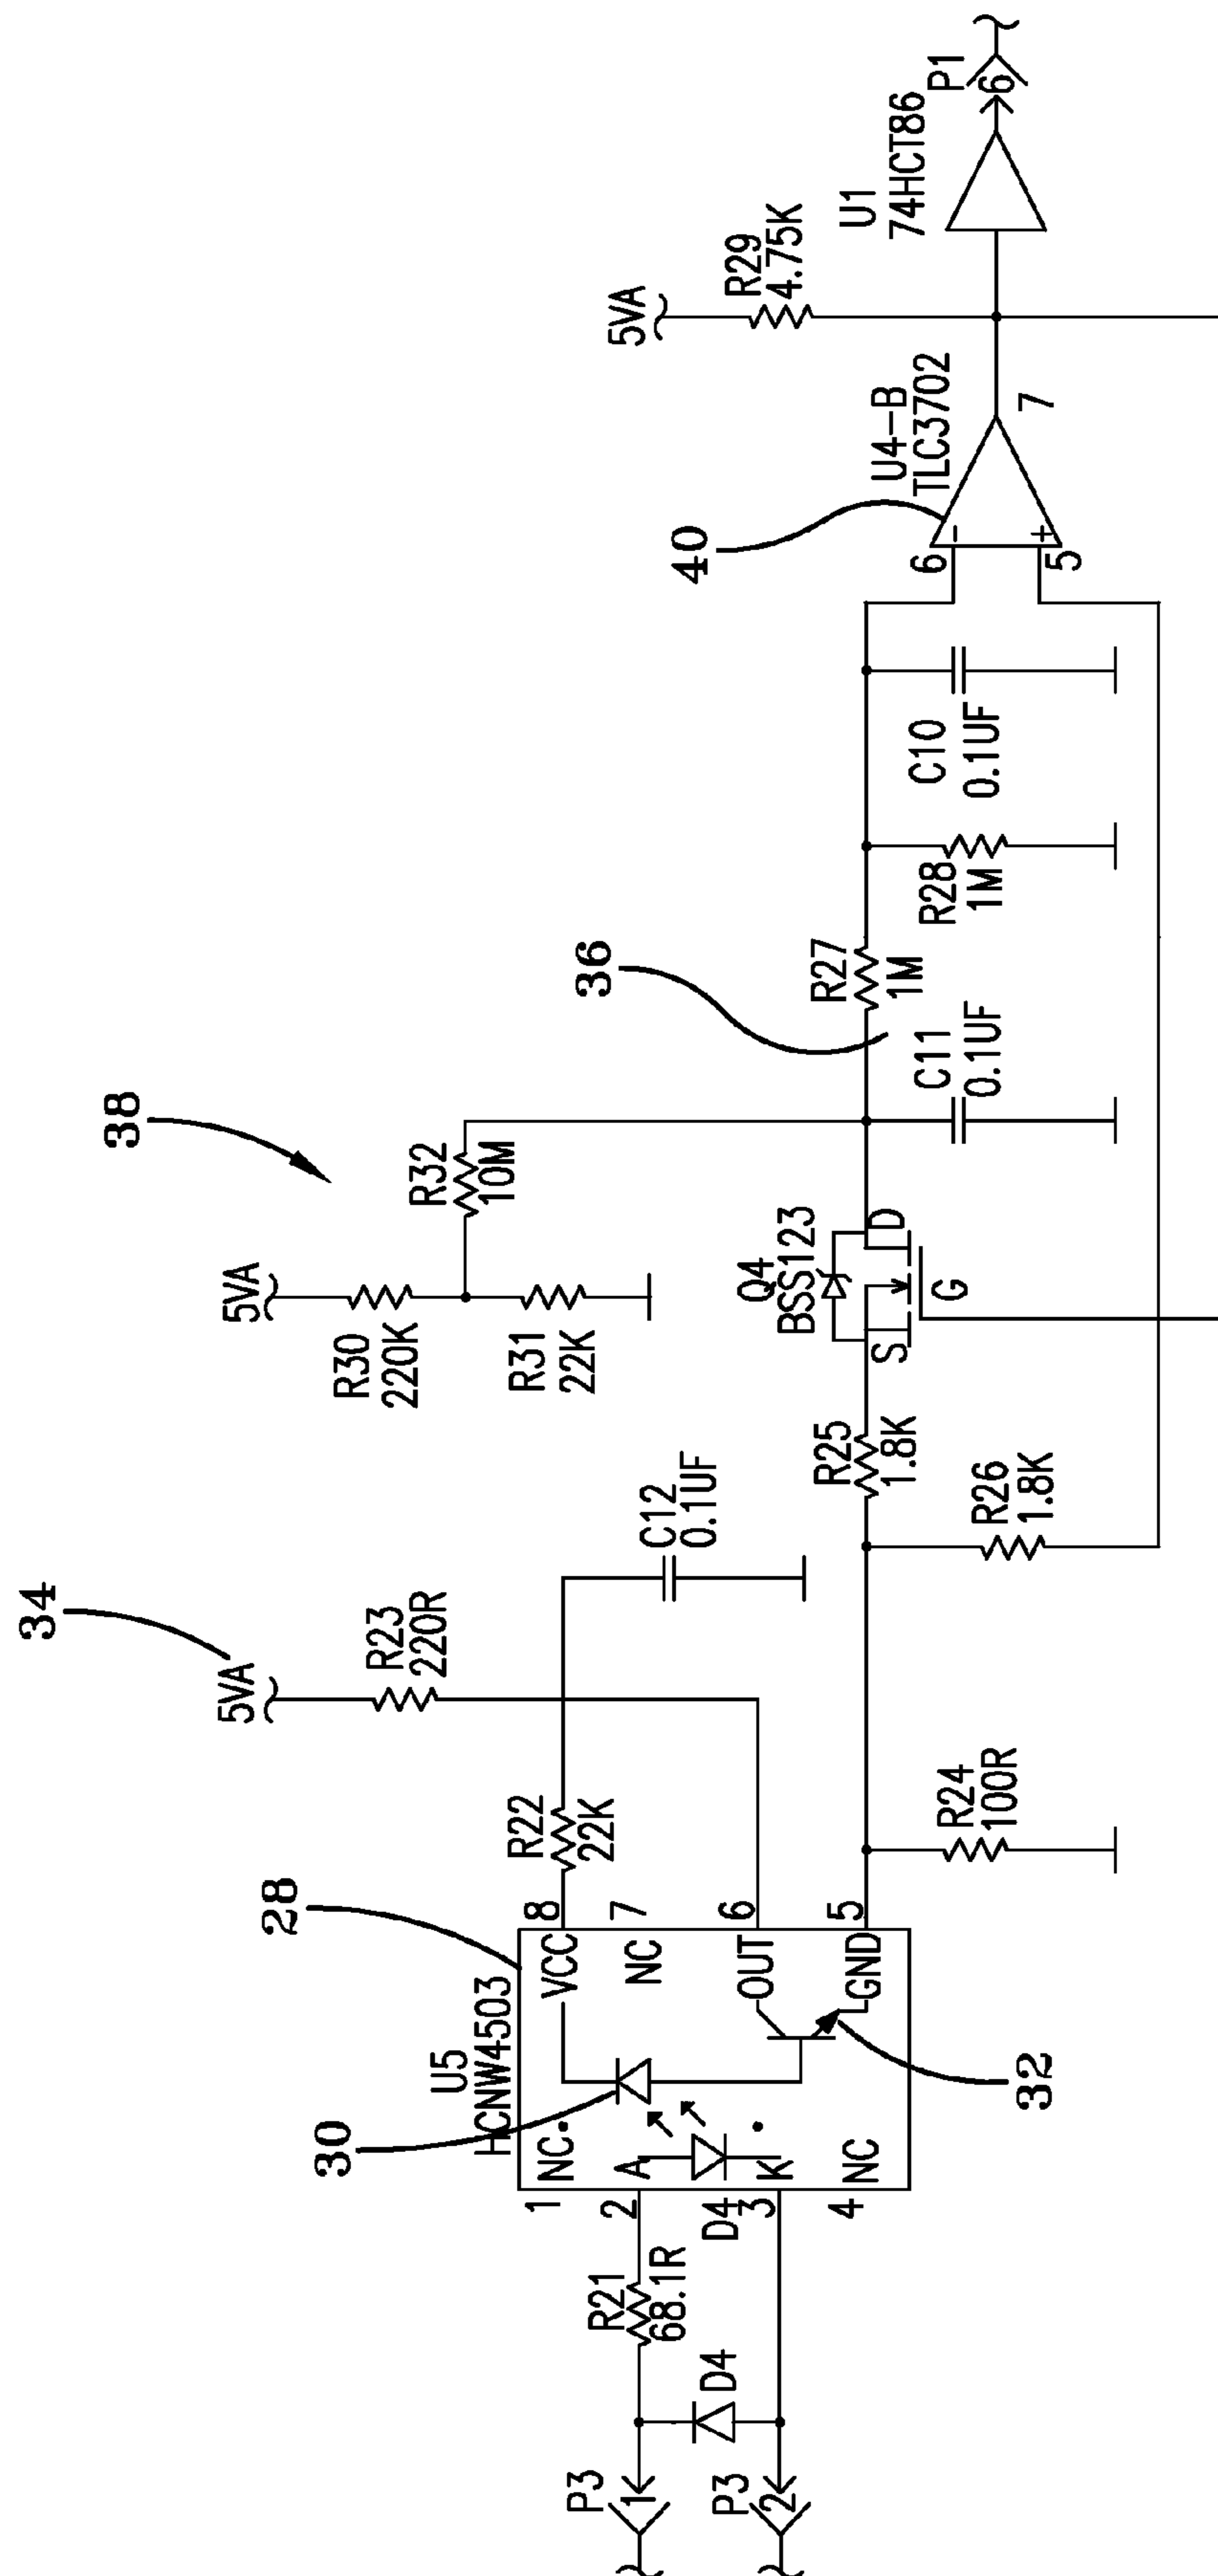 P3
1
P3
2
D4
R21
68.1R
U5
HCNW4503
28
30
32
1
2
3
4
NC
A
D4
K
NC
VCC
NC
OUT
GND
8
7
6
5
R22
22K
34
5VA
R23
220R
C12
0.1UF
R24
100R
R26
1.8K
R25
1.8K
38
5VA
R30
220K
R31
22K
R32
10M
Q4
BSS123
S
D
G
36
C11
0.1UF
R27
1M
R28
1M
C10
0.1UF
40
6
5
-
+
U4-B
TLC3702
7
5VA
R29
4.75K
U1
74HCT86
P1
6